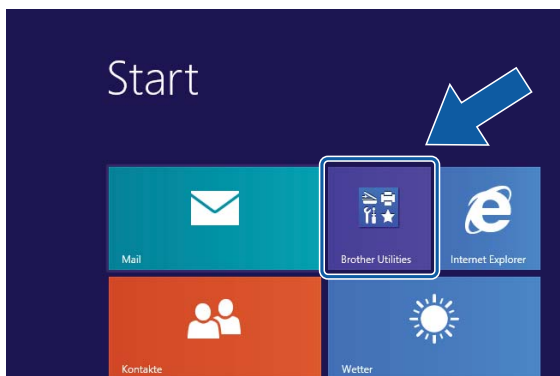 Start
Mail
Brother Utilities
Internet Explorer
Kontakte
Wetter